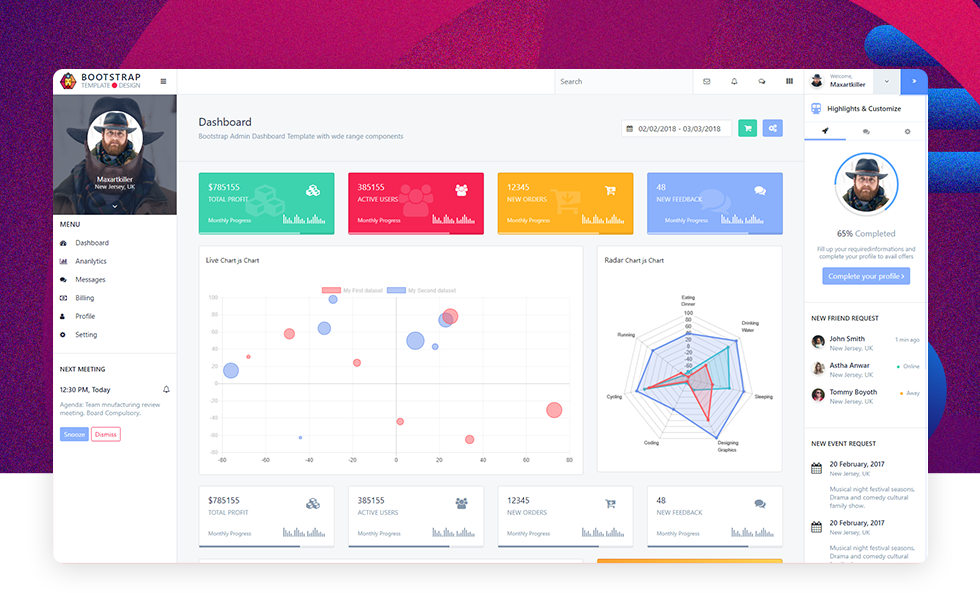 BOOTSTRAP
TEMPLATE DESIGN
Search
Welcome,
Maxartkiller
Maxartkiller
New Jersey, UK
MENU
Dashboard
Ananlytics
Messages
Billing
Profile
Setting
NEXT MEETING
12:30 PM, Today
Agenda: Team mnufacturing review
meeting. Board Compulsory.
Snooze
Dismiss
Dashboard
Bootstrap Admin Dashboard Template with wide range components
02/02/2018 - 03/03/2018
$785155
TOTAL PROFIT
Monthly Progress
385155
ACTIVE USERS
Monthly Progress
12345
NEW ORDERS
Monthly Progress
48
NEW FEEDBACK
Monthly Progress
Live Chart js Chart
My First dataset
My Second dataset
100
80
60
40
20
0
-20
-40
-60
-80
-80
-60
-40
-20
0
20
40
60
80
Radar Chart js Chart
Eating
Dinner
Drinking
Water
Sleeping
Designing
Graphics
Coding
Cycling
Running
100
80
60
40
20
0
-20
-40
-60
$785155
TOTAL PROFIT
Monthly Progress
385155
ACTIVE USERS
Monthly Progress
12345
NEW ORDERS
Monthly Progress
48
NEW FEEDBACK
Monthly Progress
Highlights & Customize
65% Completed
Fill up your requiredinformations and
complete your profile to avail offers
Complete your profile >
NEW FRIEND REQUEST
John Smith
1 min ago
New Jersey, UK
Astha Anwar
Online
New Jersey, UK
Tommy Boyoth
Away
New Jersey, UK
NEW EVENT REQUEST
20 February, 2017
New Jersey, UK
Musical night festival seasons,
Drama and comedy cultural
family show.
20 February, 2017
New Jersey, UK
Musical night festival seasons,
Drama and comedy cultural